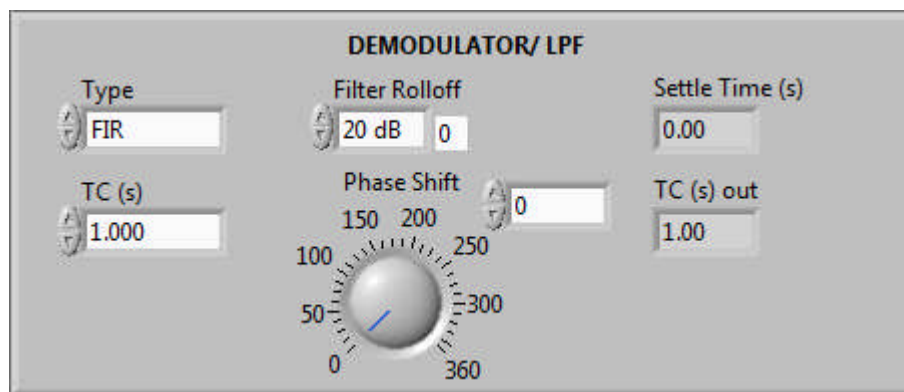 DEMODULATOR/ LPF
Type
Filter Rolloff
Settle Time (s)
FIR
20 dB
0
0.00
TC (s)
Phase Shift
0
TC (s) out
1.000
1.00
150
200
100
250
50
300
0
360